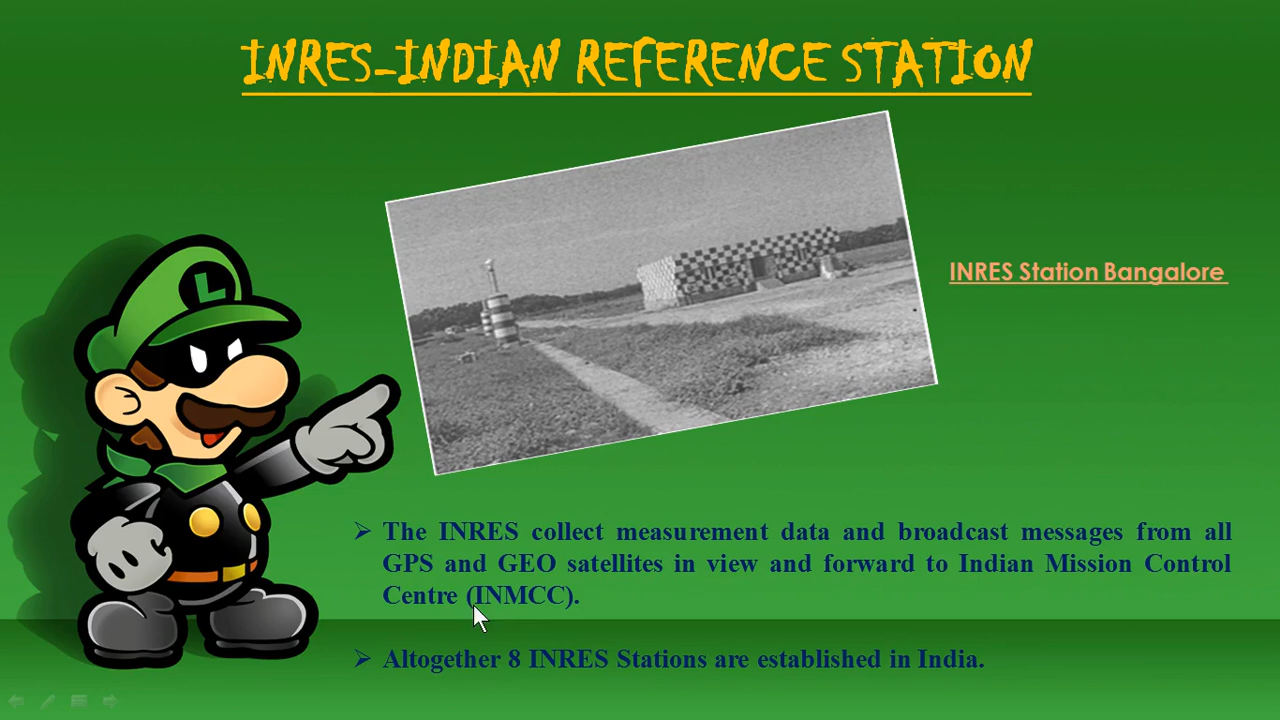 INRES-INDIAN REFERENCE STATION
L
INRES Station Bangalore
➢ The INRES collect measurement data and broadcast messages from all
GPS and GEO satellites in view and forward to Indian Mission Control
Centre (INMCC).
➢ Altogether 8 INRES Stations are established in India.